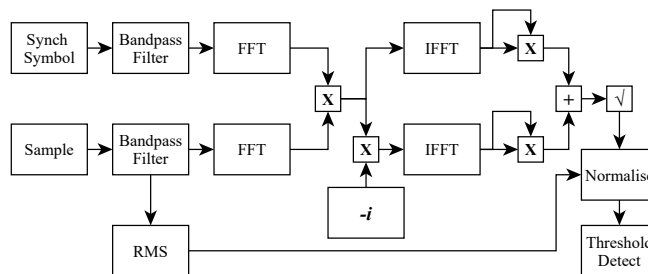 Synch
Symbol
Bandpass
Filter
FFT
X
IFFT
X
+
√
Sample
Bandpass
Filter
FFT
X
IFFT
X
Normalise
-i
RMS
Threshold
Detect